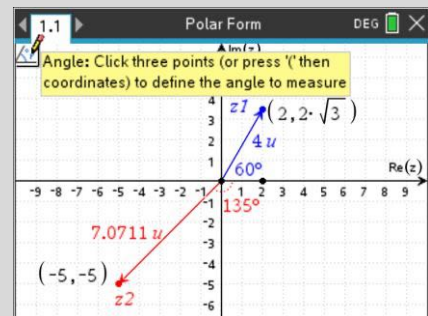 1.1 Polar Form DEG
Angle: Click three points (or press '(' then
coordinates) to define the angle to measure
Im(z)
4 z1 (2,2·√3)
3
2 4 u
1 60° Re(z)
-9 -8 -7 -6 -5 -4 -3 -2 -1 1 2 3 4 5 6 7 8 9
-1 135°
-2
7.0711 u -3
-4
(-5,-5) -5
z2 -6